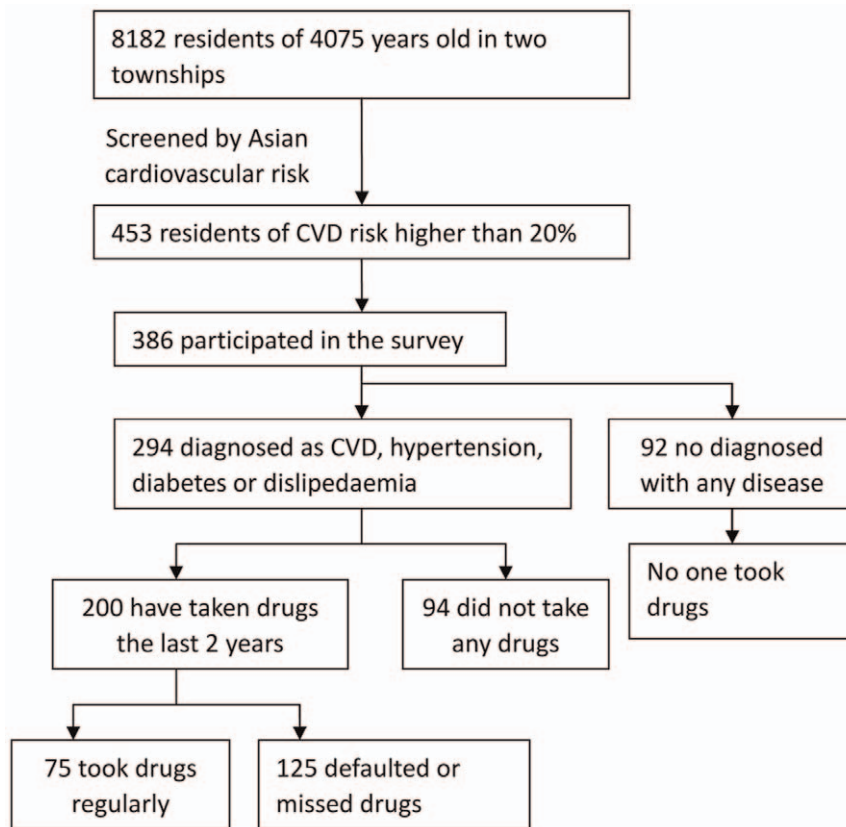 8182 residents of 4075 years old in two
townships
Screened by Asian
cardiovascular risk
453 residents of CVD risk higher than 20%
386 participated in the survey
294 diagnosed as CVD, hypertension,
diabetes or dislipedaemia
92 no diagnosed
with any disease
No one took
drugs
200 have taken drugs
the last 2 years
94 did not take
any drugs
75 took drugs
regularly
125 defaulted or
missed drugs